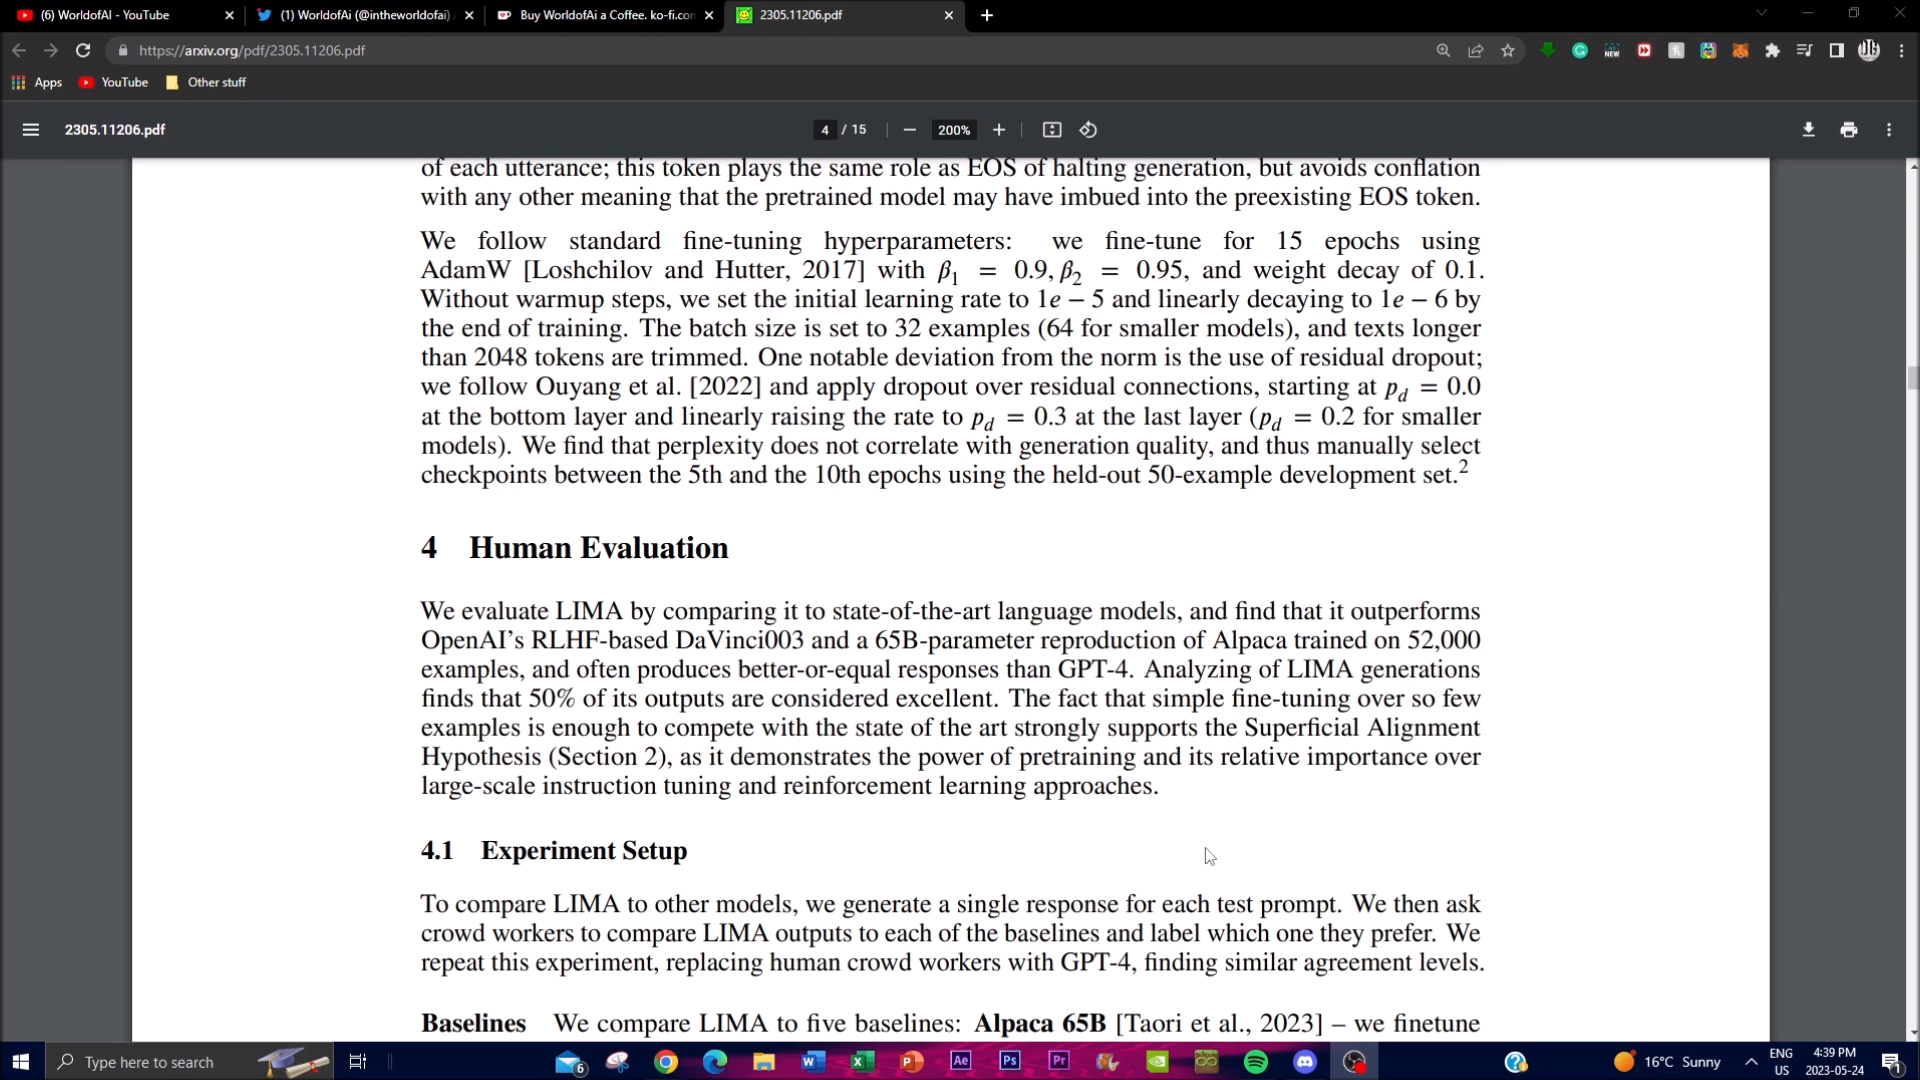 (6) WorldofAI - YouTube
(1) WorldofAi (@intheworldofai)
Buy WorldofAi a Coffee. ko-fi.con
2305.11206.pdf
https://arxiv.org/pdf/2305.11206.pdf
NEW
Apps
YouTube
Other stuff
2305.11206.pdf
4 / 15
200%
of each utterance; this token plays the same role as EOS of halting generation, but avoids conflation
with any other meaning that the pretrained model may have imbued into the preexisting EOS token.
We follow standard fine-tuning hyperparameters: we fine-tune for 15 epochs using
AdamW [Loshchilov and Hutter, 2017] with β1 = 0.9, β2 = 0.95, and weight decay of 0.1.
Without warmup steps, we set the initial learning rate to 1e − 5 and linearly decaying to 1e − 6 by
the end of training. The batch size is set to 32 examples (64 for smaller models), and texts longer
than 2048 tokens are trimmed. One notable deviation from the norm is the use of residual dropout;
we follow Ouyang et al. [2022] and apply dropout over residual connections, starting at pd = 0.0
at the bottom layer and linearly raising the rate to pd = 0.3 at the last layer (pd = 0.2 for smaller
models). We find that perplexity does not correlate with generation quality, and thus manually select
checkpoints between the 5th and the 10th epochs using the held-out 50-example development set.2
4 Human Evaluation
We evaluate LIMA by comparing it to state-of-the-art language models, and find that it outperforms
OpenAI's RLHF-based DaVinci003 and a 65B-parameter reproduction of Alpaca trained on 52,000
examples, and often produces better-or-equal responses than GPT-4. Analyzing of LIMA generations
finds that 50% of its outputs are considered excellent. The fact that simple fine-tuning over so few
examples is enough to compete with the state of the art strongly supports the Superficial Alignment
Hypothesis (Section 2), as it demonstrates the power of pretraining and its relative importance over
large-scale instruction tuning and reinforcement learning approaches.
4.1 Experiment Setup
To compare LIMA to other models, we generate a single response for each test prompt. We then ask
crowd workers to compare LIMA outputs to each of the baselines and label which one they prefer. We
repeat this experiment, replacing human crowd workers with GPT-4, finding similar agreement levels.
Baselines We compare LIMA to five baselines: Alpaca 65B [Taori et al., 2023] – we finetune
Type here to search
6
Ae
Ps
Pr
16°C Sunny
ENG
US
4:39 PM
2023-05-24
1